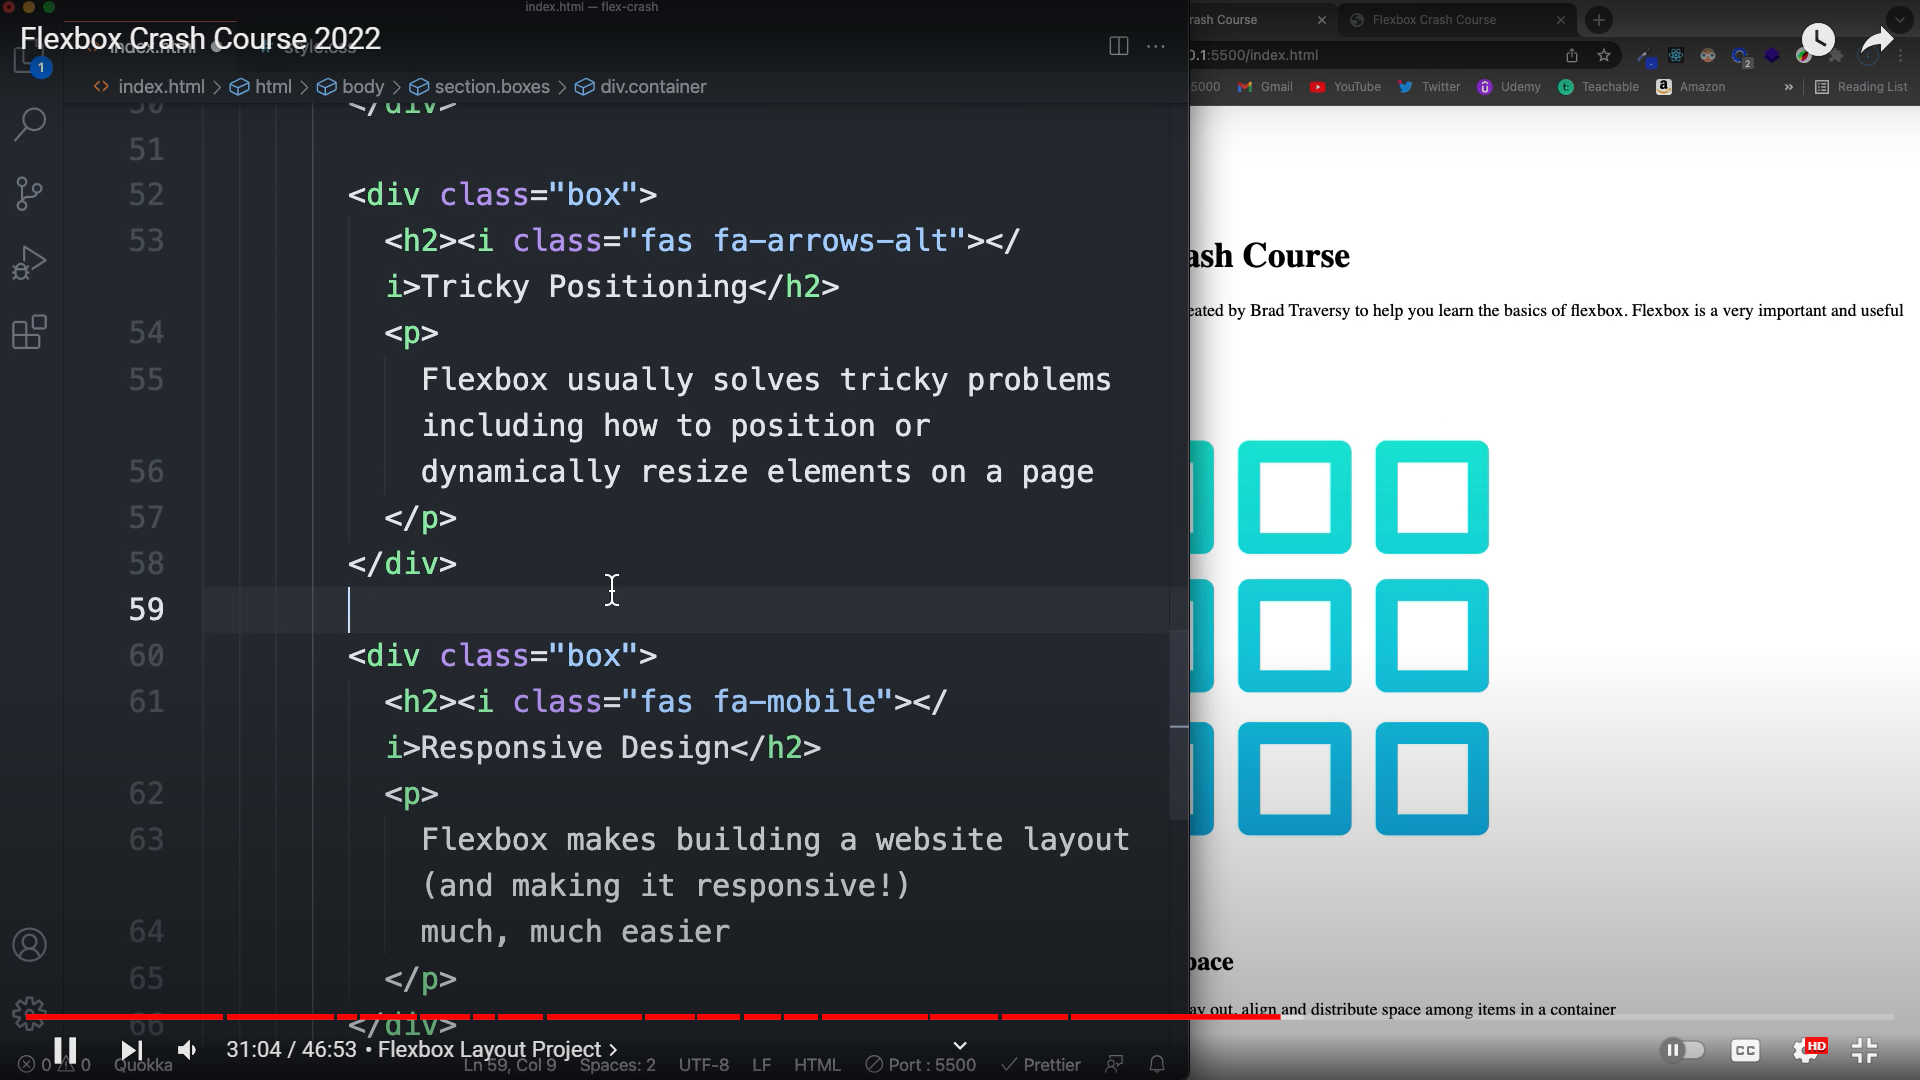 index.html — flex-crash
Flexbox Crash Course 2022
index.html
style.css
1
index.html > html > body > section.boxes > div.container
50 </div>
51
52 <div class="box">
53 <h2><i class="fas fa-arrows-alt"></
i>Tricky Positioning</h2>
54 <p>
55 Flexbox usually solves tricky problems
including how to position or
56 dynamically resize elements on a page
57 </p>
58 </div>
59
60 <div class="box">
61 <h2><i class="fas fa-mobile"></
i>Responsive Design</h2>
62 <p>
63 Flexbox makes building a website layout
(and making it responsive!)
64 much, much easier
65 </p>
66 </div>
31:04 / 46:53 • Flexbox Layout Project >
0 0 Quokka Ln 59, Col 9 Spaces: 2 UTF-8 LF HTML Port : 5500 Prettier
rash Course
Flexbox Crash Course
0.1:5500/index.html
2
5000 Gmail YouTube Twitter Udemy Teachable Amazon » Reading List
ash Course
eated by Brad Traversy to help you learn the basics of flexbox. Flexbox is a very important and useful
pace
ay out, align and distribute space among items in a container
CC
HD